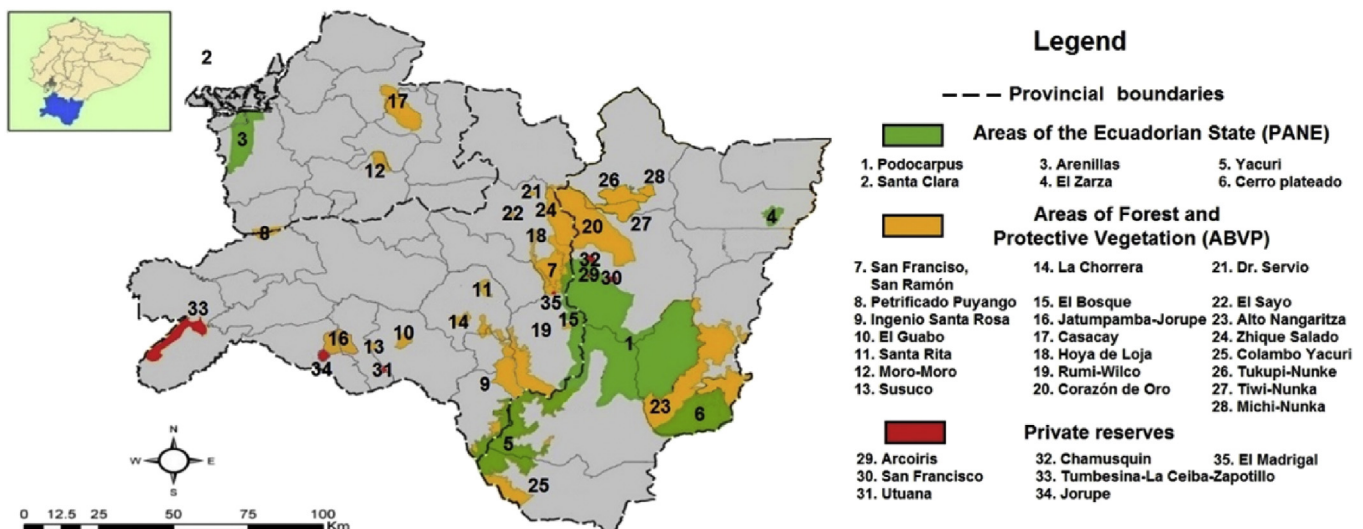 Legend
Provincial boundaries
Areas of the Ecuadorian State (PANE)
1. Podocarpus
3. Arenillas
5. Yacuri
2. Santa Clara
4. El Zarza
6. Cerro plateado
Areas of Forest and
Protective Vegetation (ABVP)
7. San Franciso,
San Ramón
14. La Chorrera
21. Dr. Servio
8. Petrificado Puyango
15. El Bosque
22. El Sayo
9. Ingenio Santa Rosa
16. Jatumpamba-Jorupe
23. Alto Nangaritza
10. El Guabo
17. Casacay
24. Zhique Salado
11. Santa Rita
18. Hoya de Loja
25. Colambo Yacuri
12. Moro-Moro
19. Rumi-Wilco
26. Tukupi-Nunke
13. Susuco
20. Corazón de Oro
27. Tiwi-Nunka
28. Michi-Nunka
Private reserves
29. Arcoiris
32. Chamusquin
35. El Madrigal
30. San Francisco
33. Tumbesina-La Ceiba-Zapotillo
31. Utuana
34. Jorupe
2
17
3
12
26
28
21
22
24
20
27
4
8
18
32
7
29
30
11
35
33
14
19
15
16
13
10
1
34
31
9
23
6
5
25
N
W
E
S
0 12.5 25 50 75 100
Km